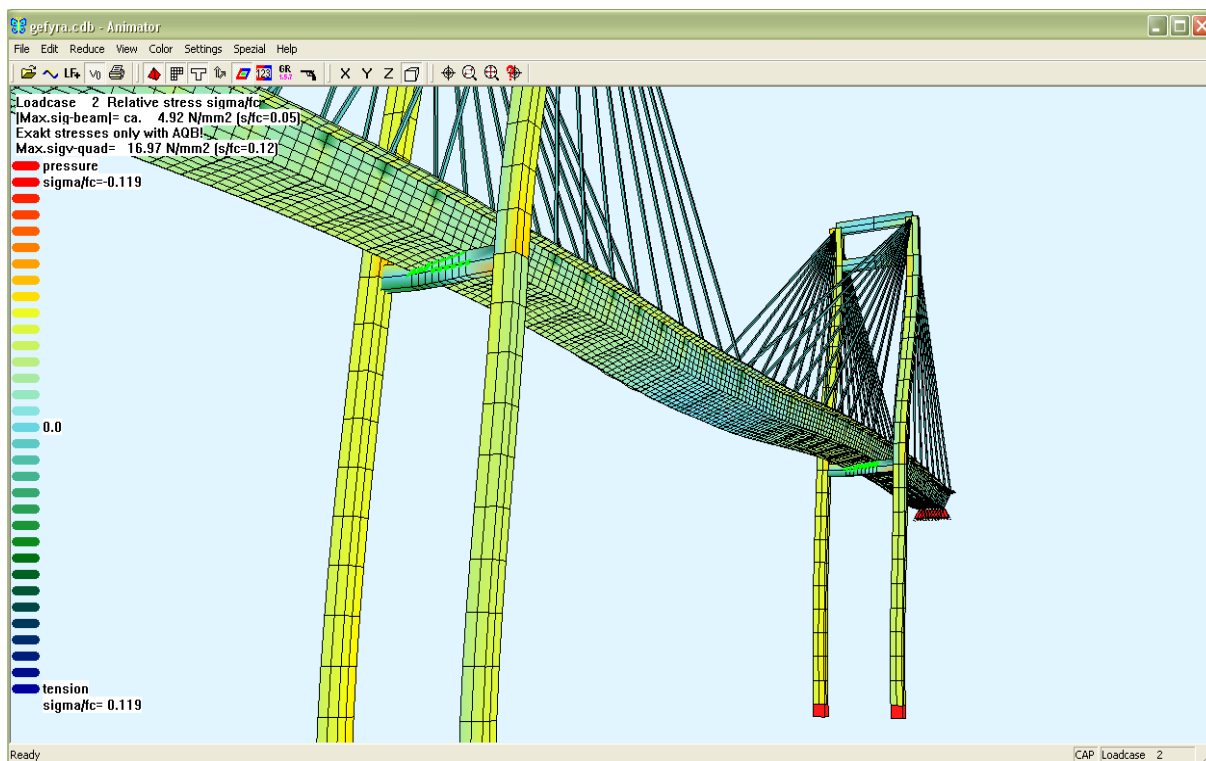 gefyra.cdb - Animator
File Edit Reduce View Color Settings Spezial Help
LF+ V0 123 GR X Y Z
Loadcase 2 Relative stress sigma/fc
|Max.sig-beam|= ca. 4.92 N/mm2 (s/fc=0.05)
Exakt stresses only with AQB!
Max.sigv-quad= 16.97 N/mm2 (s/fc=0.12)
pressure
sigma/fc=-0.119
0.0
tension
sigma/fc= 0.119
Ready CAP Loadcase 2